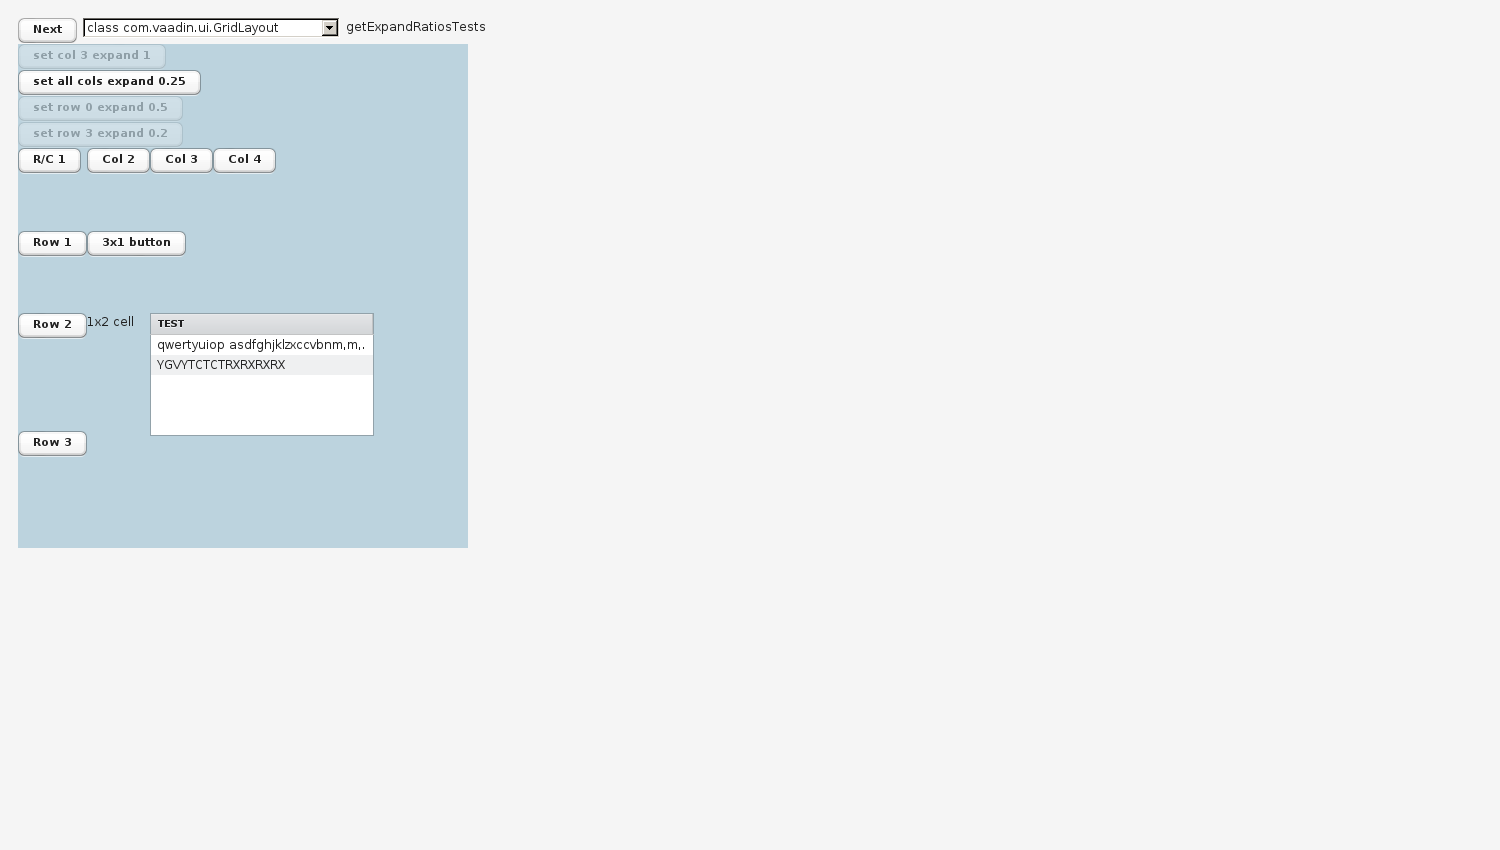 Next class com.vaadin.ui.GridLayout getExpandRatiosTests
set col 3 expand 1
set all cols expand 0.25
set row 0 expand 0.5
set row 3 expand 0.2
R/C 1 Col 2 Col 3 Col 4
Row 1 3x1 button
Row 2 1x2 cell TEST
qwertyuiop asdfghjklzxccvbnm,m,.
YGVYTCTCTRXRXRXRX
Row 3